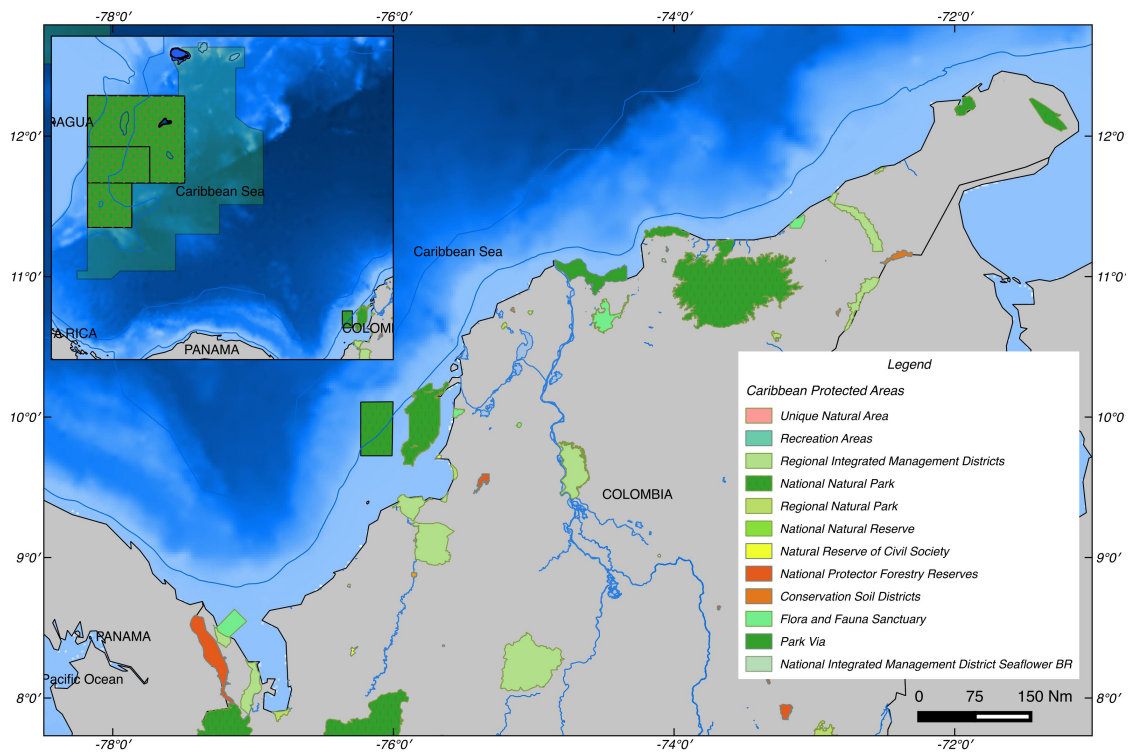 -78°0′ -76°0′ -74°0′ -72°0′
12°0′ 12°0′
RAGUA
Caribbean Sea
Caribbean Sea
11°0′ 11°0′
COLOMI
A RICA
PANAMA
Legend
Caribbean Protected Areas
10°0′ 10°0′
Unique Natural Area
Recreation Areas
Regional Integrated Management Districts
National Natural Park
COLOMBIA
Regional Natural Park
National Natural Reserve
9°0′ 9°0′
Natural Reserve of Civil Society
National Protector Forestry Reserves
Conservation Soil Districts
Flora and Fauna Sanctuary
PANAMA
Park Via
National Integrated Management District Seaflower BR
Pacific Ocean
8°0′ 8°0′
0 75 150 Nm
-78°0′ -76°0′ -74°0′ -72°0′